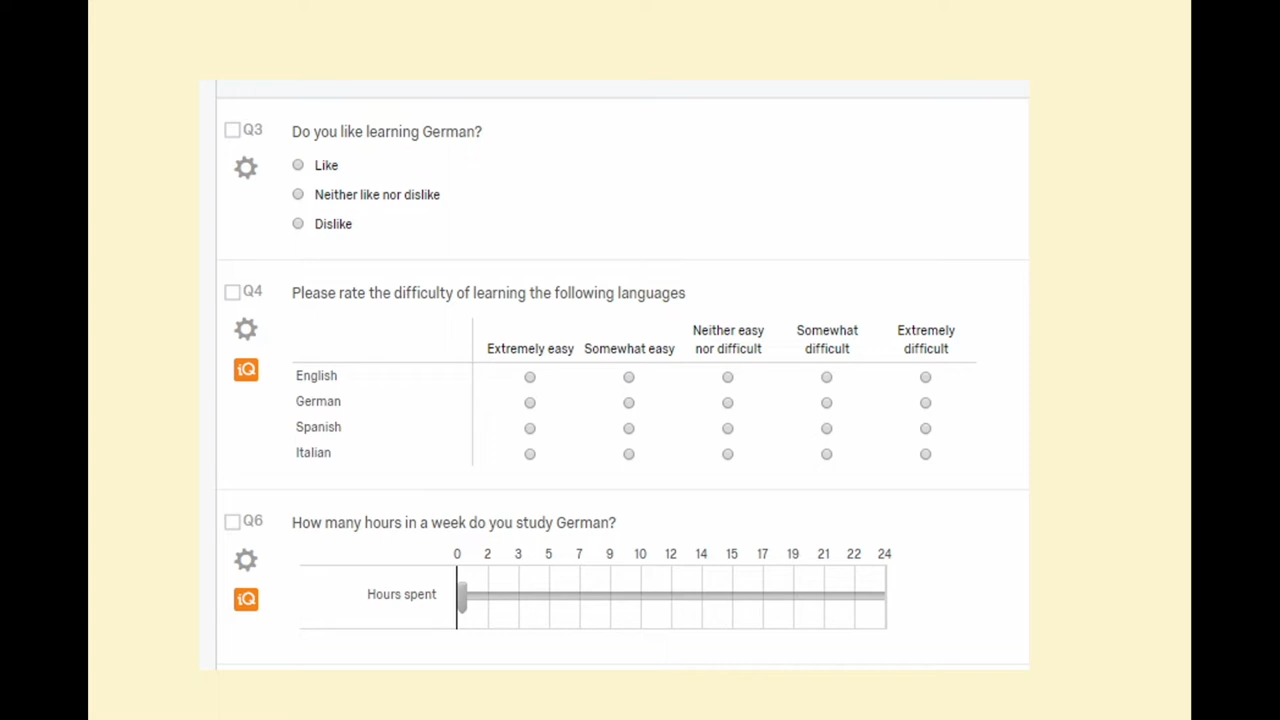 Q3 Do you like learning German?
Like
Neither like nor dislike
Dislike
Q4 Please rate the difficulty of learning the following languages
Extremely easy Somewhat easy Neither easy nor difficult Somewhat difficult Extremely difficult
iQ
English
German
Spanish
Italian
Q6 How many hours in a week do you study German?
0 2 3 5 7 9 10 12 14 15 17 19 21 22 24
iQ Hours spent